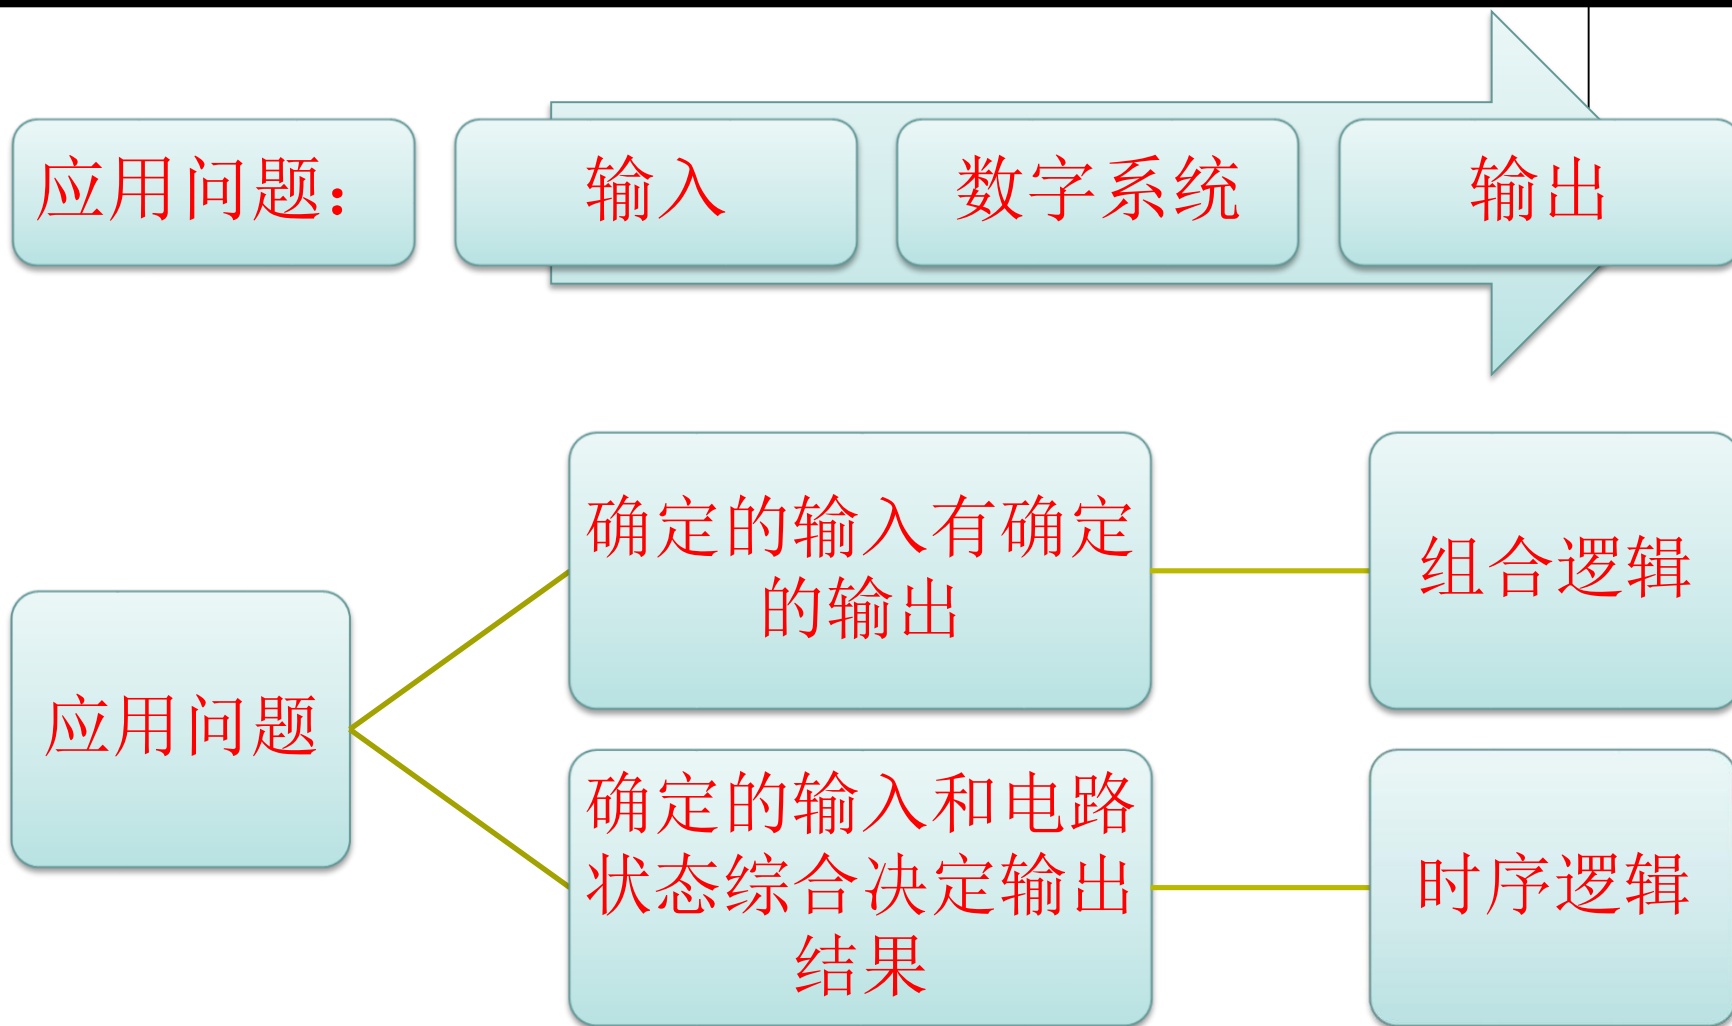 应用问题：
输入
数字系统
输出
应用问题
确定的输入有确定
的输出
组合逻辑
确定的输入和电路
状态综合决定输出
结果
时序逻辑